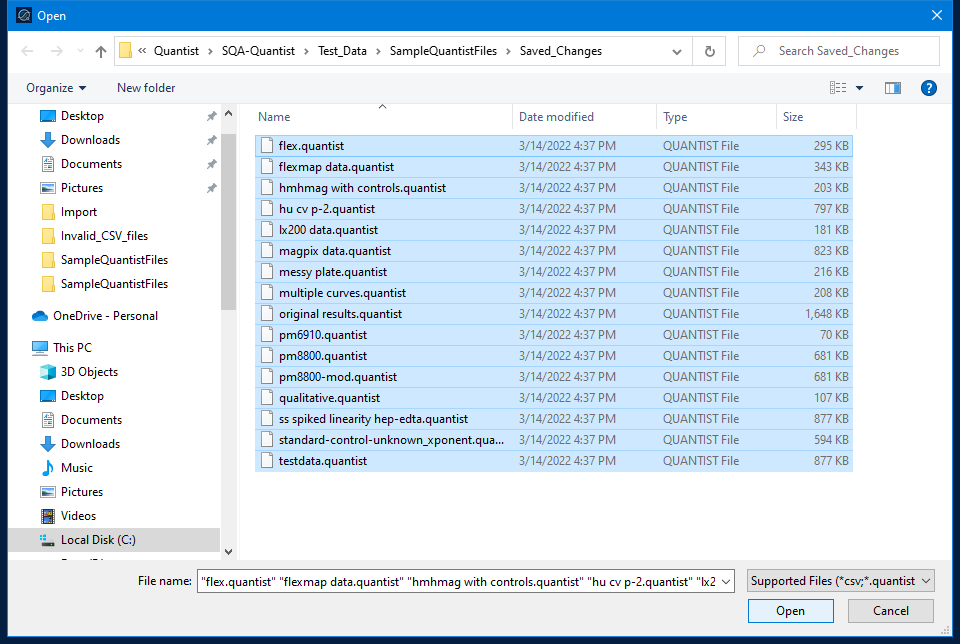 Open
« Quantist > SQA-Quantist > Test_Data > SampleQuantistFiles > Saved_Changes
Search Saved_Changes
Organize
New folder
Desktop
Downloads
Documents
Pictures
Import
Invalid_CSV_files
SampleQuantistFiles
SampleQuantistFiles
OneDrive - Personal
This PC
3D Objects
Desktop
Documents
Downloads
Music
Pictures
Videos
Local Disk (C:)
Name Date modified Type Size
flex.quantist 3/14/2022 4:37 PM QUANTIST File 295 KB
flexmap data.quantist 3/14/2022 4:37 PM QUANTIST File 343 KB
hmhmag with controls.quantist 3/14/2022 4:37 PM QUANTIST File 203 KB
hu cv p-2.quantist 3/14/2022 4:37 PM QUANTIST File 797 KB
lx200 data.quantist 3/14/2022 4:37 PM QUANTIST File 181 KB
magpix data.quantist 3/14/2022 4:37 PM QUANTIST File 823 KB
messy plate.quantist 3/14/2022 4:37 PM QUANTIST File 216 KB
multiple curves.quantist 3/14/2022 4:37 PM QUANTIST File 208 KB
original results.quantist 3/14/2022 4:37 PM QUANTIST File 1,648 KB
pm6910.quantist 3/14/2022 4:37 PM QUANTIST File 70 KB
pm8800.quantist 3/14/2022 4:37 PM QUANTIST File 681 KB
pm8800-mod.quantist 3/14/2022 4:37 PM QUANTIST File 681 KB
qualitative.quantist 3/14/2022 4:37 PM QUANTIST File 107 KB
ss spiked linearity hep-edta.quantist 3/14/2022 4:37 PM QUANTIST File 877 KB
standard-control-unknown_xponent.qua... 3/14/2022 4:37 PM QUANTIST File 594 KB
testdata.quantist 3/14/2022 4:37 PM QUANTIST File 877 KB
File name: "flex.quantist" "flexmap data.quantist" "hmhmag with controls.quantist" "hu cv p-2.quantist" "lx2
Supported Files (*csv;*.quantist
Open
Cancel